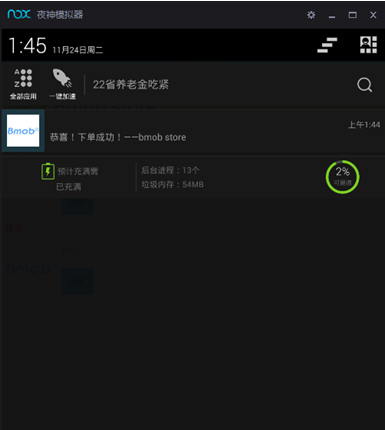 nox 夜神模拟器
1:45 11月24日周二
A
Z
全部应用 一键加速 22省养老金吃紧
上午1:44
Bmob
恭喜！下单成功！——bmob store
预计充满需 后台进程：13个 2%
已充满 垃圾内存：54MB